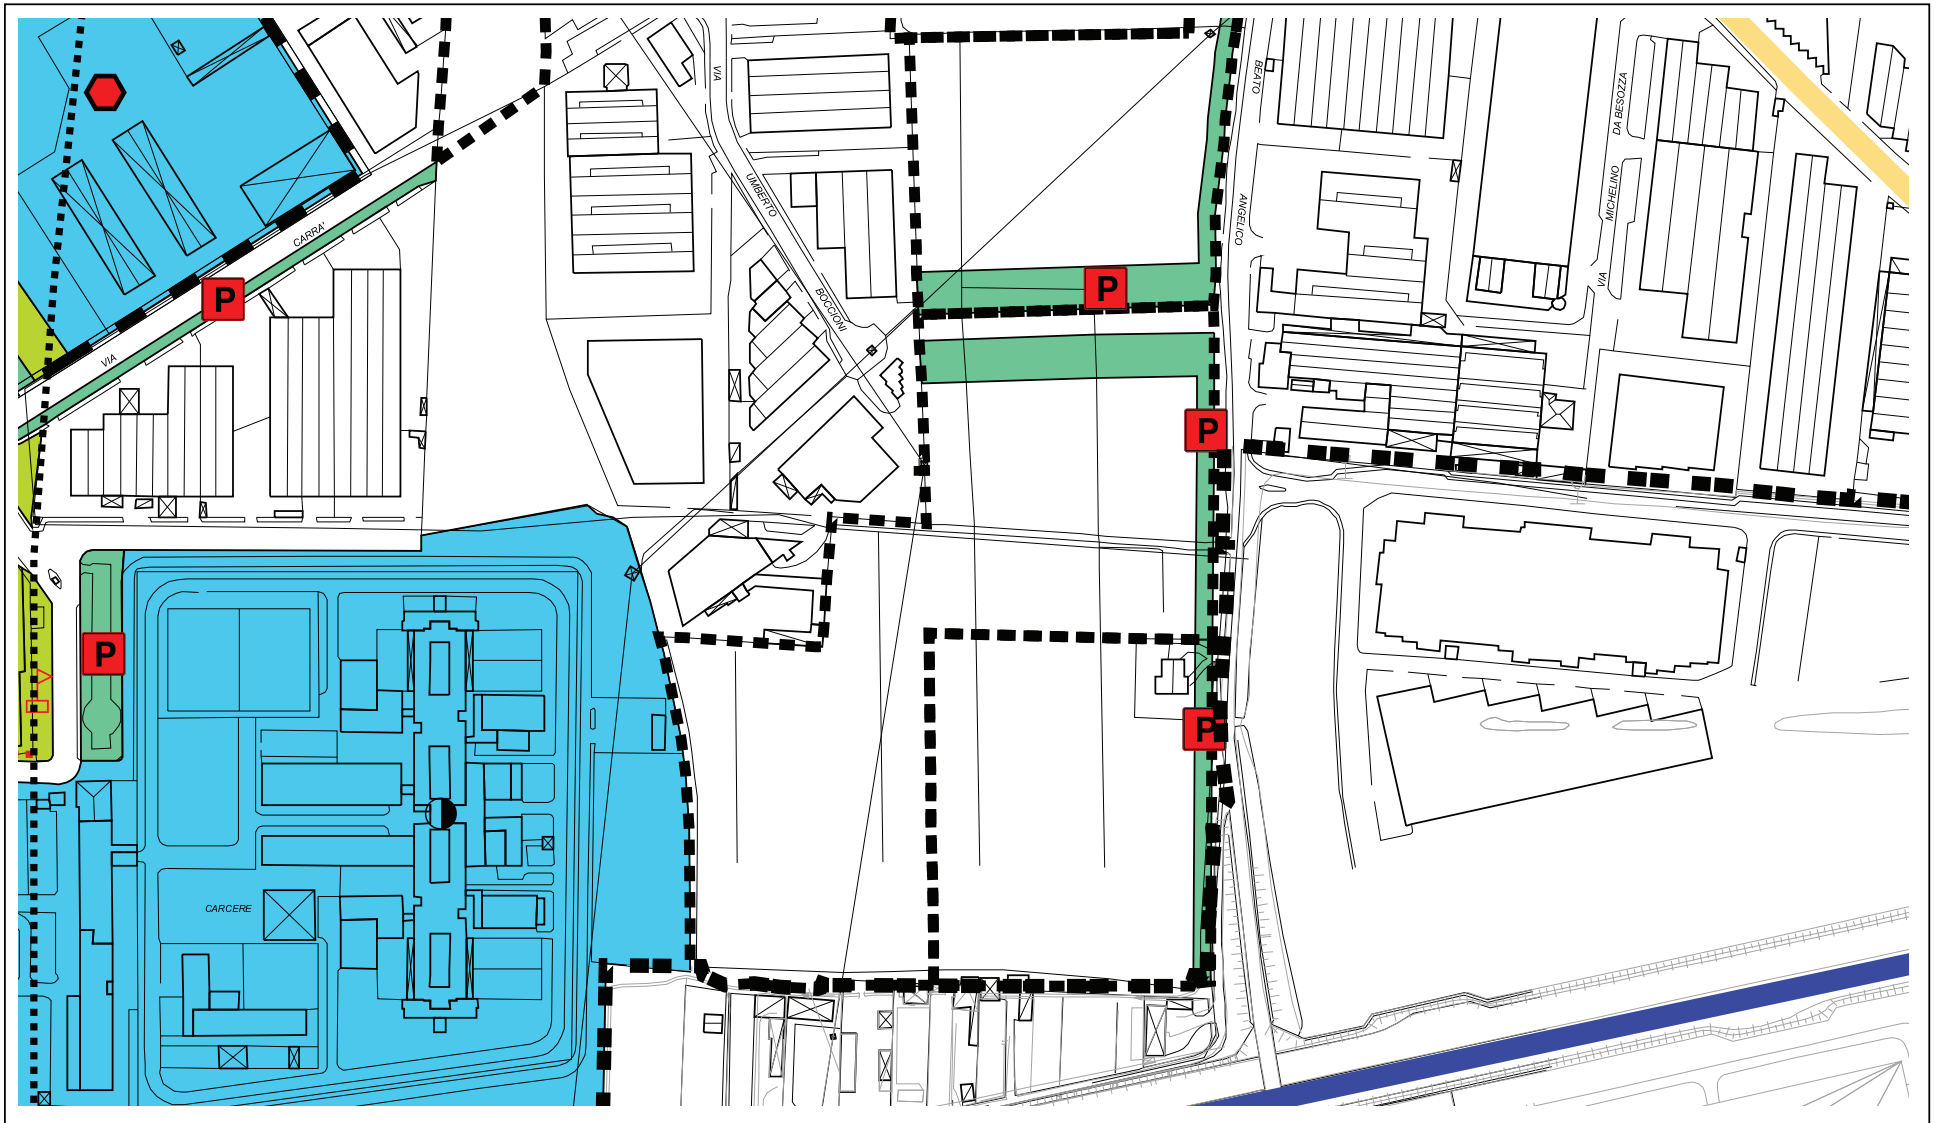 VIA
BEATO
DA BESOZZA
UMBERTO
MICHELINO
ANGELICO
CARRA'
VIA
P
P
BOCCIONI
VIA
P
P
P
CARCERE